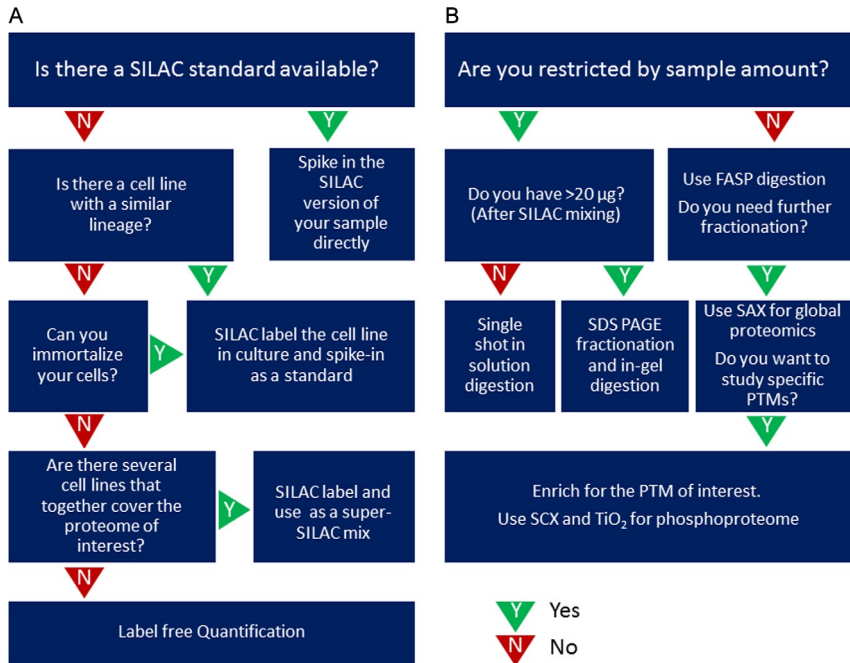 A
Is there a SILAC standard available?
N
Y
Is there a cell line
with a similar
lineage?
Spike in the
SILAC
version of
your sample
directly
N
Y
Can you
immortalize
your cells?
Y
SILAC label the cell line
in culture and spike-in
as a standard
N
Are there several
cell lines that
together cover the
proteome of
interest?
Y
SILAC label and
use as a super-
SILAC mix
N
Label free Quantification
B
Are you restricted by sample amount?
Y
N
Do you have >20 µg?
(After SILAC mixing)
Use FASP digestion
Do you need further
fractionation?
N
Y
Y
Single
shot in
solution
digestion
SDS PAGE
fractionation
and in-gel
digestion
Use SAX for global
proteomics
Do you want to
study specific
PTMs?
Y
Enrich for the PTM of interest.
Use SCX and TiO₂ for phosphoproteome
Y Yes
N No